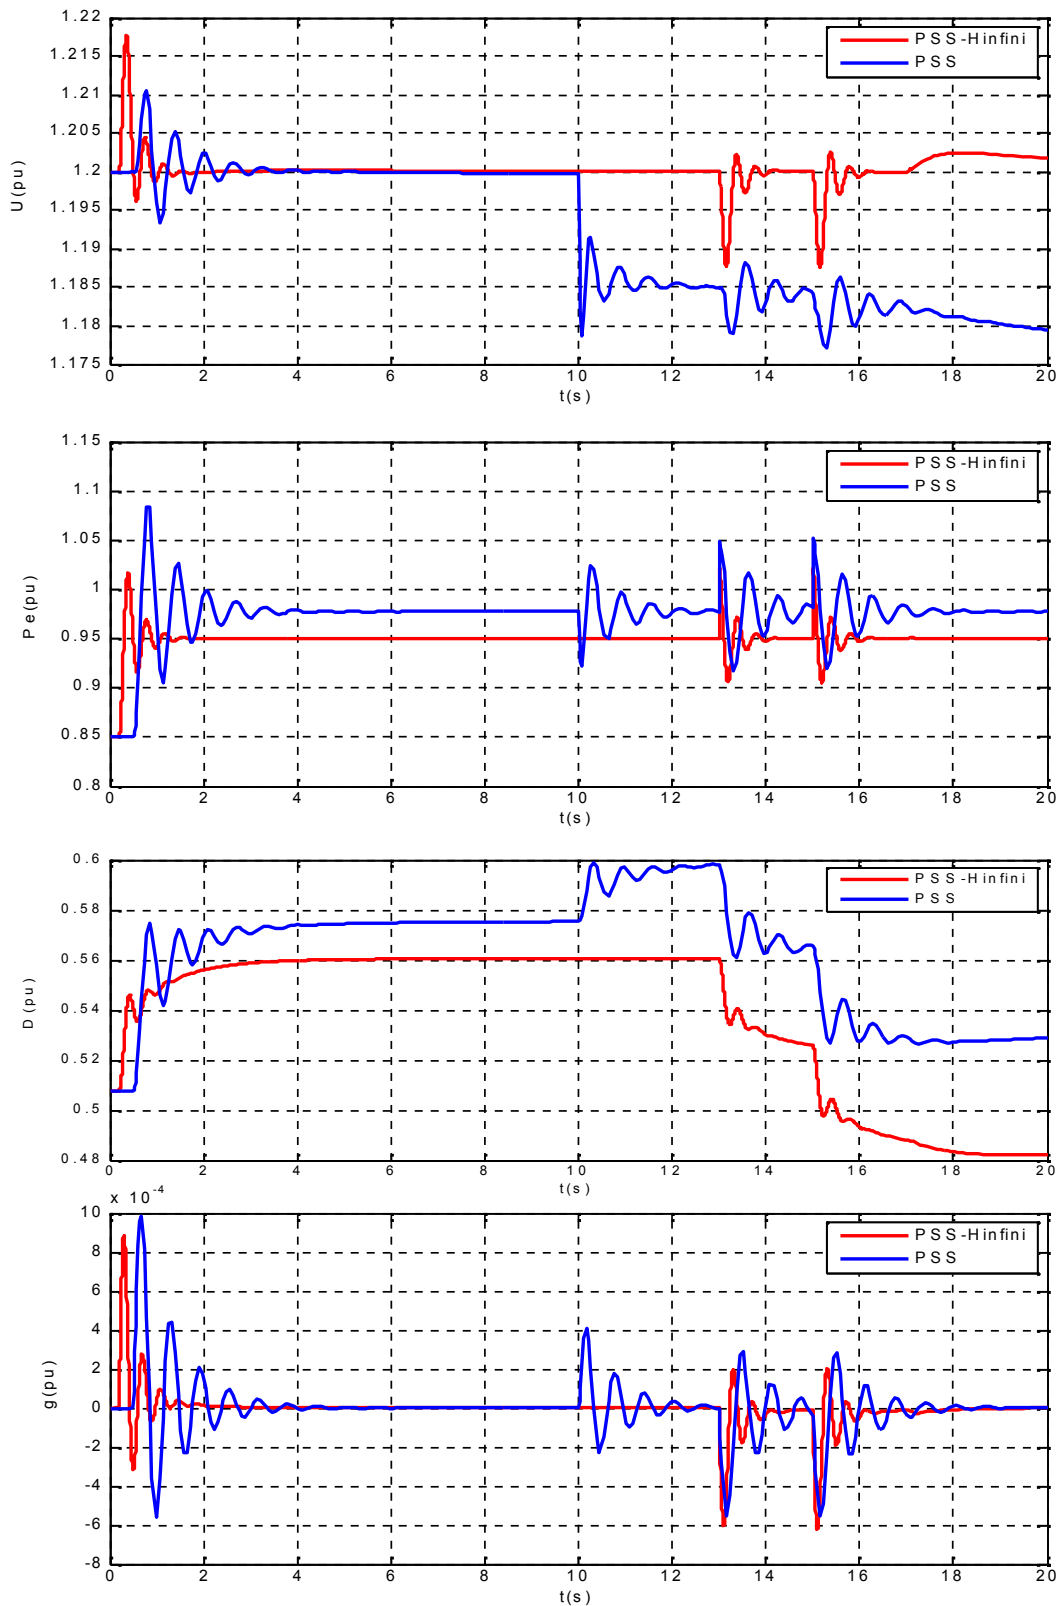 1.22
1.215
1.21
1.205
1.2
1.195
1.19
1.185
1.18
1.175
U(pu)
PSS-Hinfini
PSS
0 2 4 6 8 10 12 14 16 18 20
t(s)
1.15
1.1
1.05
1
0.95
0.9
0.85
0.8
Pe(pu)
PSS-Hinfini
PSS
0 2 4 6 8 10 12 14 16 18 20
t(s)
0.6
0.58
0.56
0.54
0.52
0.5
0.48
D(pu)
PSS-Hinfini
PSS
0 2 4 6 8 10 12 14 16 18 20
t(s)
x 10-4
10
8
6
4
2
0
-2
-4
-6
-8
g(pu)
PSS-Hinfini
PSS
0 2 4 6 8 10 12 14 16 18 20
t(s)